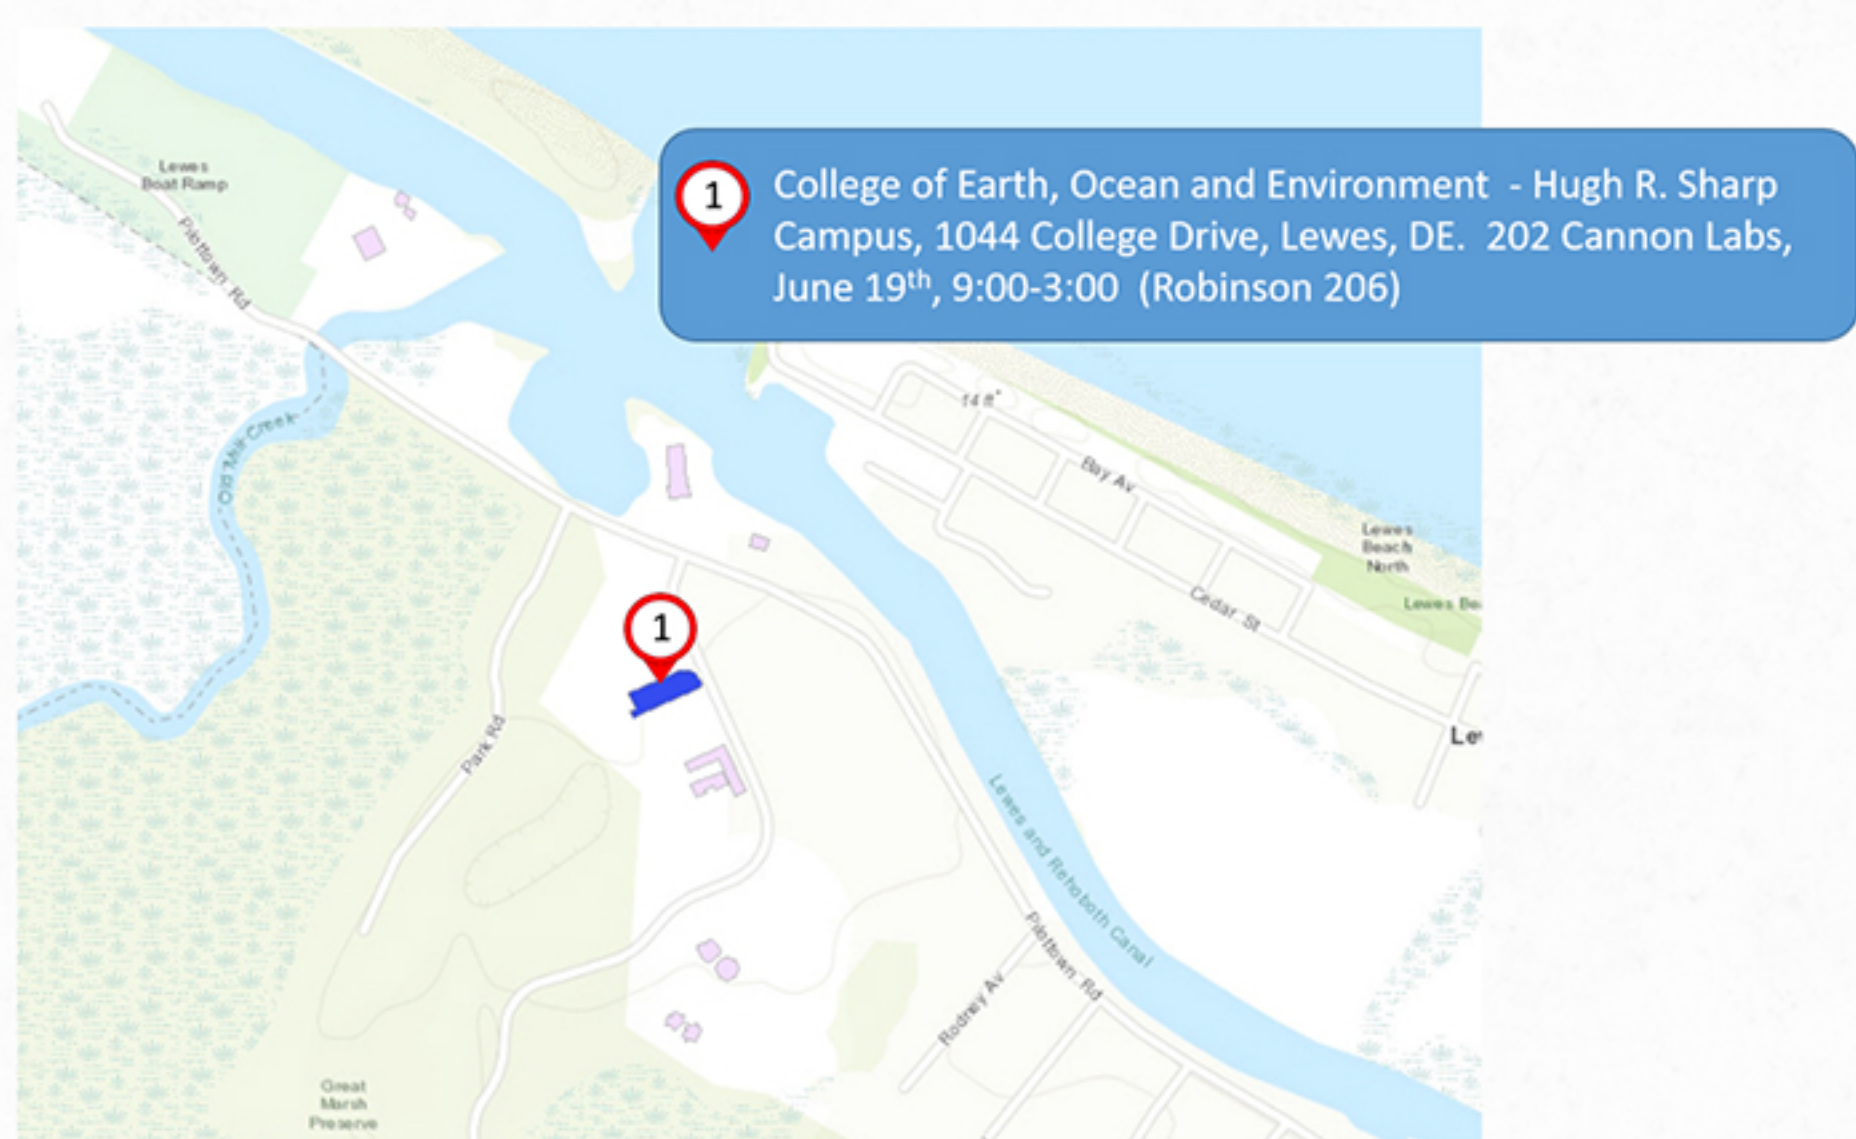 Lewes
Boat Ramp
Pilottown Rd
1
College of Earth, Ocean and Environment - Hugh R. Sharp
Campus, 1044 College Drive, Lewes, DE. 202 Cannon Labs,
June 19th, 9:00-3:00 (Robinson 206)
14 ft
Old Mill Creek
Bay Av
Lewes
Beach
North
Cedar St
Lewes Be
1
Park Rd
Le
Lewes and Rehoboth Canal
Pilottown Rd
Rodney Av
Great
Marsh
Preserve